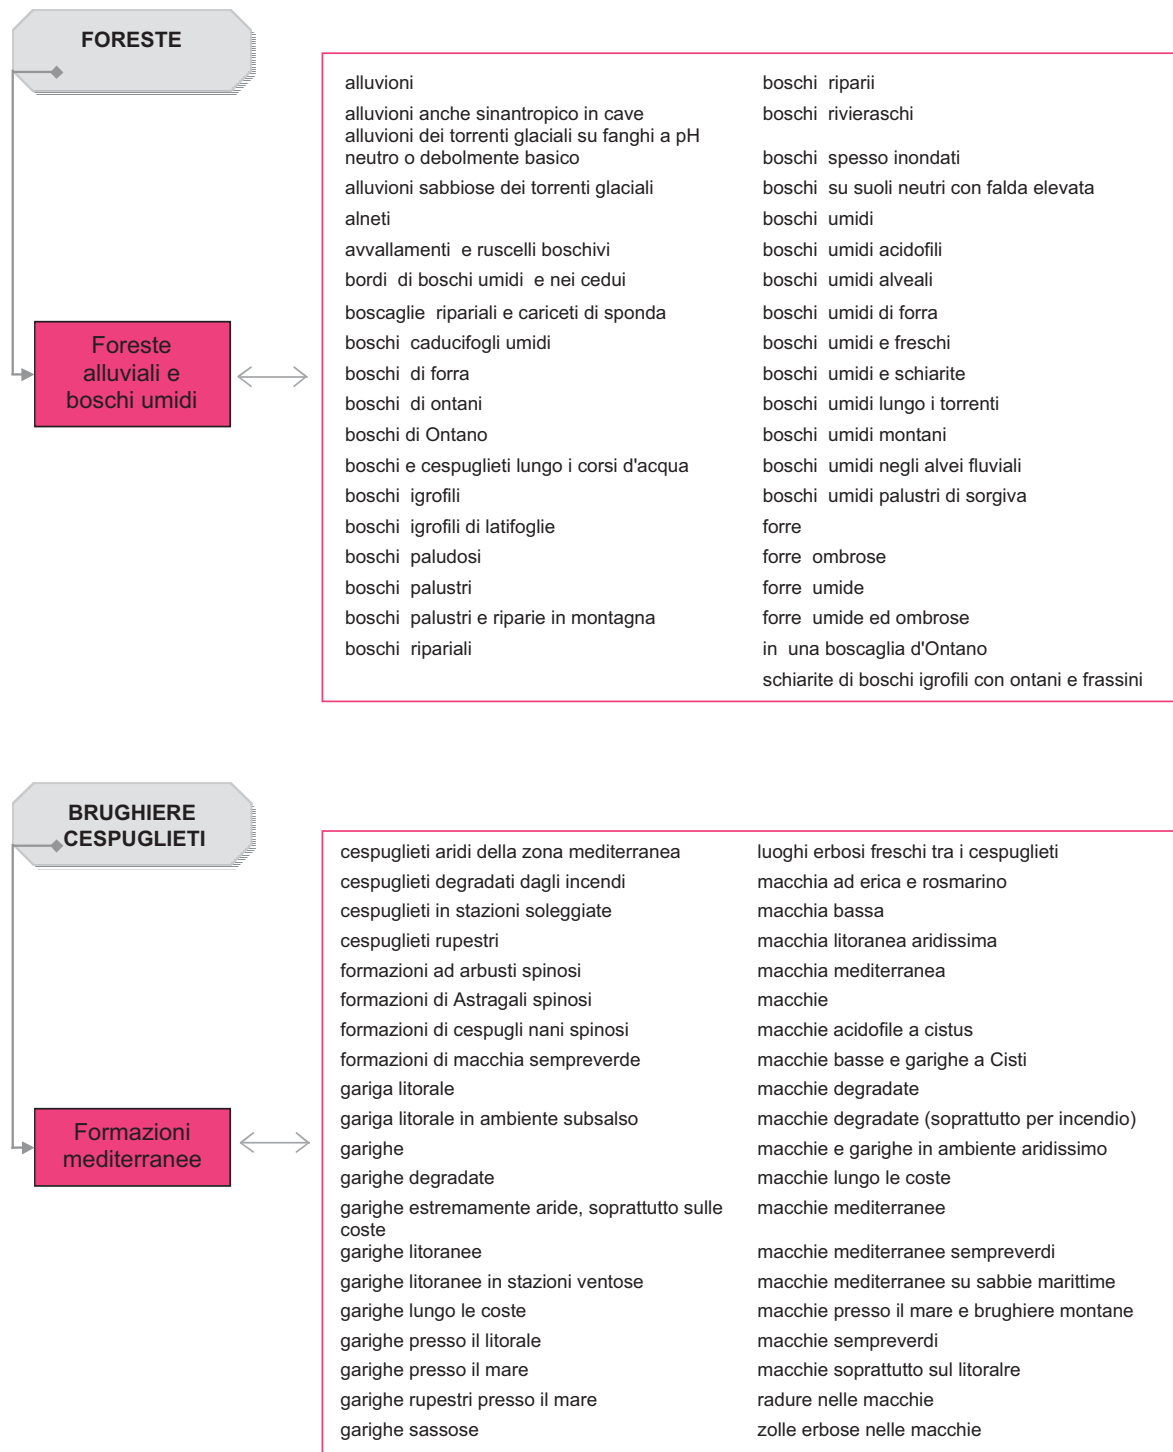 FORESTE
Foreste
alluviali e
boschi umidi
alluvioni
alluvioni anche sinantropico in cave
alluvioni dei torrenti glaciali su fanghi a pH
neutro o debolmente basico
alluvioni sabbiose dei torrenti glaciali
alneti
avvallamenti e ruscelli boschivi
bordi di boschi umidi e nei cedui
boscaglie ripariali e cariceti di sponda
boschi caducifogli umidi
boschi di forra
boschi di ontani
boschi di Ontano
boschi e cespuglieti lungo i corsi d'acqua
boschi igrofili
boschi igrofili di latifoglie
boschi paludosi
boschi palustri
boschi palustri e riparie in montagna
boschi ripariali
boschi riparii
boschi rivieraschi
boschi spesso inondati
boschi su suoli neutri con falda elevata
boschi umidi
boschi umidi acidofili
boschi umidi alveali
boschi umidi di forra
boschi umidi e freschi
boschi umidi e schiarite
boschi umidi lungo i torrenti
boschi umidi montani
boschi umidi negli alvei fluviali
boschi umidi palustri di sorgiva
forre
forre ombrose
forre umide
forre umide ed ombrose
in una boscaglia d'Ontano
schiarite di boschi igrofili con ontani e frassini
BRUGHIERE
CESPUGLIETI
Formazioni
mediterranee
cespuglieti aridi della zona mediterranea
cespuglieti degradati dagli incendi
cespuglieti in stazioni soleggiate
cespuglieti rupestri
formazioni ad arbusti spinosi
formazioni di Astragali spinosi
formazioni di cespugli nani spinosi
formazioni di macchia sempreverde
gariga litorale
gariga litorale in ambiente subsalso
garighe
garighe degradate
garighe estremamente aride, soprattutto sulle
coste
garighe litoranee
garighe litoranee in stazioni ventose
garighe lungo le coste
garighe presso il litorale
garighe presso il mare
garighe rupestri presso il mare
garighe sassose
luoghi erbosi freschi tra i cespuglieti
macchia ad erica e rosmarino
macchia bassa
macchia litoranea aridissima
macchia mediterranea
macchie
macchie acidofile a cistus
macchie basse e garighe a Cisti
macchie degradate
macchie degradate (soprattutto per incendio)
macchie e garighe in ambiente aridissimo
macchie lungo le coste
macchie mediterranee
macchie mediterranee sempreverdi
macchie mediterranee su sabbie marittime
macchie presso il mare e brughiere montane
macchie sempreverdi
macchie soprattutto sul litoralre
radure nelle macchie
zolle erbose nelle macchie